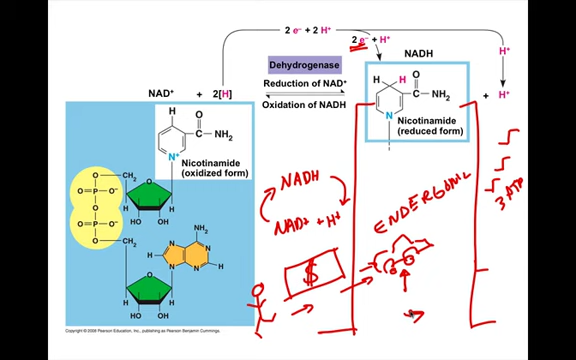 2 e⁻ + 2 H⁺
2 e⁻ + H⁺
NADH
H⁺
Dehydrogenase
NAD⁺ + 2[H]
Reduction of NAD⁺
Oxidation of NADH
+ H⁺
H H O
C NH₂
N
Nicotinamide
(reduced form)
H O
C NH₂
N⁺
Nicotinamide
(oxidized form)
O CH₂
O P O⁻
O
O P O⁻
O CH₂
O
H H
HO OH
NH₂
N N
H
N N H
O
H H
HO OH
NADH
NAD⁺ + H⁺
ENDERGONIC
3 ATP
$
Copyright © 2008 Pearson Education, Inc., publishing as Pearson Benjamin Cummings.